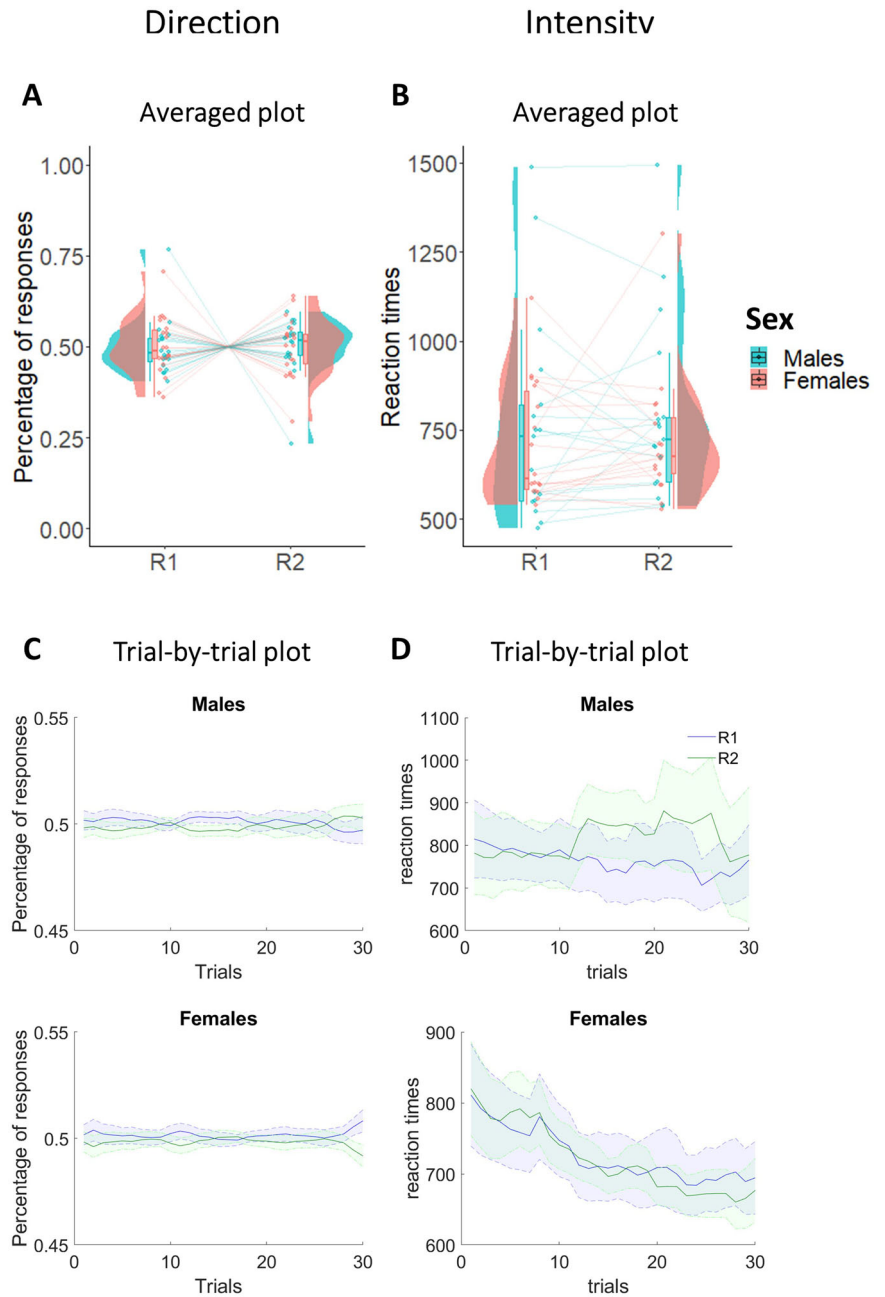 Direction
Intensity
A
Averaged plot
Percentage of responses
1.00
0.75
0.50
0.25
0.00
R1
R2
B
Averaged plot
Reaction times
1500
1250
1000
750
500
R1
R2
Sex
Males
Females
C
Trial-by-trial plot
Males
Percentage of responses
0.55
0.5
0.45
0
10
20
30
Trials
Females
Percentage of responses
0.55
0.5
0.45
0
10
20
30
Trials
D
Trial-by-trial plot
Males
R1
R2
reaction times
1100
1000
900
800
700
600
0
10
20
30
trials
Females
reaction times
900
800
700
600
0
10
20
30
trials